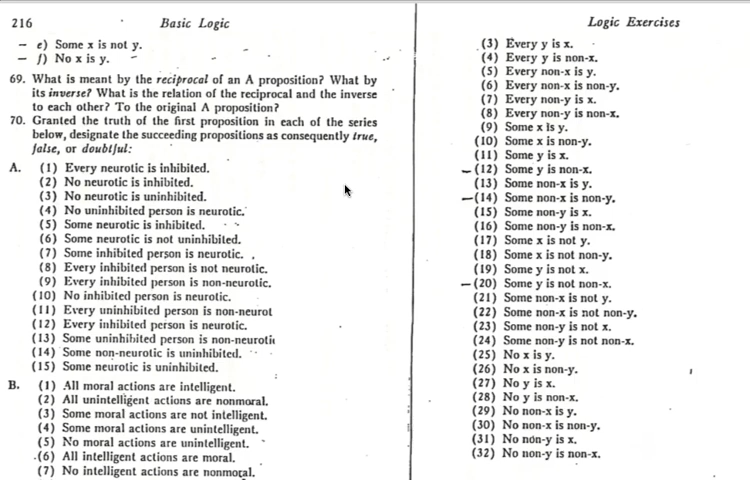 216 Basic Logic
— e) Some x is not y.
— f) No x is y.
69. What is meant by the reciprocal of an A proposition? What by
its inverse? What is the relation of the reciprocal and the inverse
to each other? To the original A proposition?
70. Granted the truth of the first proposition in each of the series
below, designate the succeeding propositions as consequently true,
false, or doubtful:
A. (1) Every neurotic is inhibited.
(2) No neurotic is inhibited.
(3) No neurotic is uninhibited.
(4) No uninhibited person is neurotic.
(5) Some neurotic is inhibited.
(6) Some neurotic is not uninhibited.
(7) Some inhibited person is neurotic.
(8) Every inhibited person is not neurotic.
(9) Every inhibited person is non-neurotic.
(10) No inhibited person is neurotic.
(11) Every uninhibited person is non-neurot
(12) Every inhibited person is neurotic.
(13) Some uninhibited person is non-neuroti
(14) Some non-neurotic is uninhibited.
(15) Some neurotic is uninhibited.
B. (1) All moral actions are intelligent.
(2) All unintelligent actions are nonmoral.
(3) Some moral actions are not intelligent.
(4) Some moral actions are unintelligent.
(5) No moral actions are unintelligent.
(6) All intelligent actions are moral.
(7) No intelligent actions are nonmoral.
Logic Exercises
(3) Every y is x.
(4) Every y is non-x.
(5) Every non-x is y.
(6) Every non-x is non-y.
(7) Every non-y is x.
(8) Every non-y is non-x.
(9) Some x is y.
(10) Some x is non-y.
(11) Some y is x.
—(12) Some y is non-x.
(13) Some non-x is y.
—(14) Some non-x is non-y.
(15) Some non-y is x.
(16) Some non-y is non-x.
(17) Some x is not y.
(18) Some x is not non-y.
(19) Some y is not x.
—(20) Some y is not non-x.
(21) Some non-x is not y.
(22) Some non-x is not non-y.
(23) Some non-y is not x.
(24) Some non-y is not non-x.
(25) No x is y.
(26) No x is non-y.
(27) No y is x.
(28) No y is non-x.
(29) No non-x is y.
(30) No non-x is non-y.
(31) No non-y is x.
(32) No non-y is non-x.